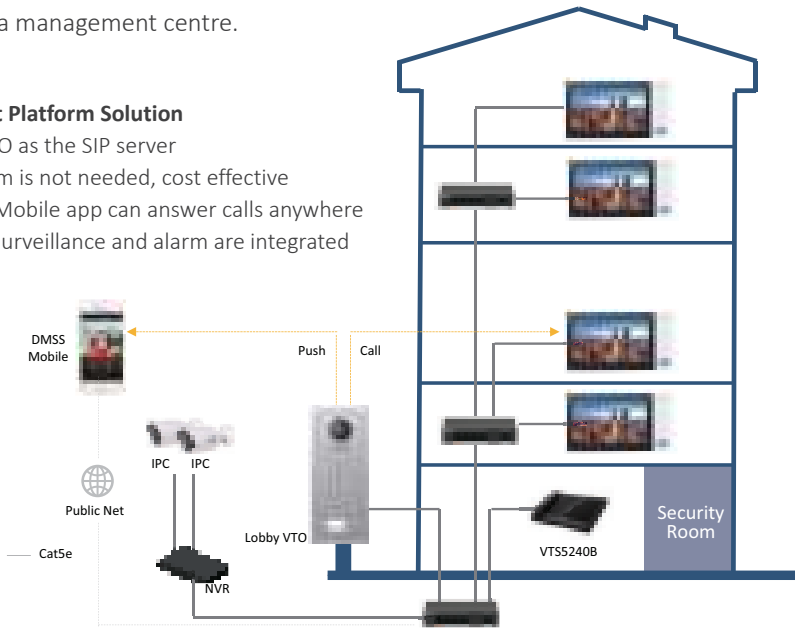 a management centre.
t Platform Solution
O as the SIP server
m is not needed, cost effective
Mobile app can answer calls anywhere
surveillance and alarm are integrated
DMSS
Mobile
Push
Call
IPC
IPC
Public Net
Lobby VTO
Security
Room
VTS5240B
Cat5e
NVR